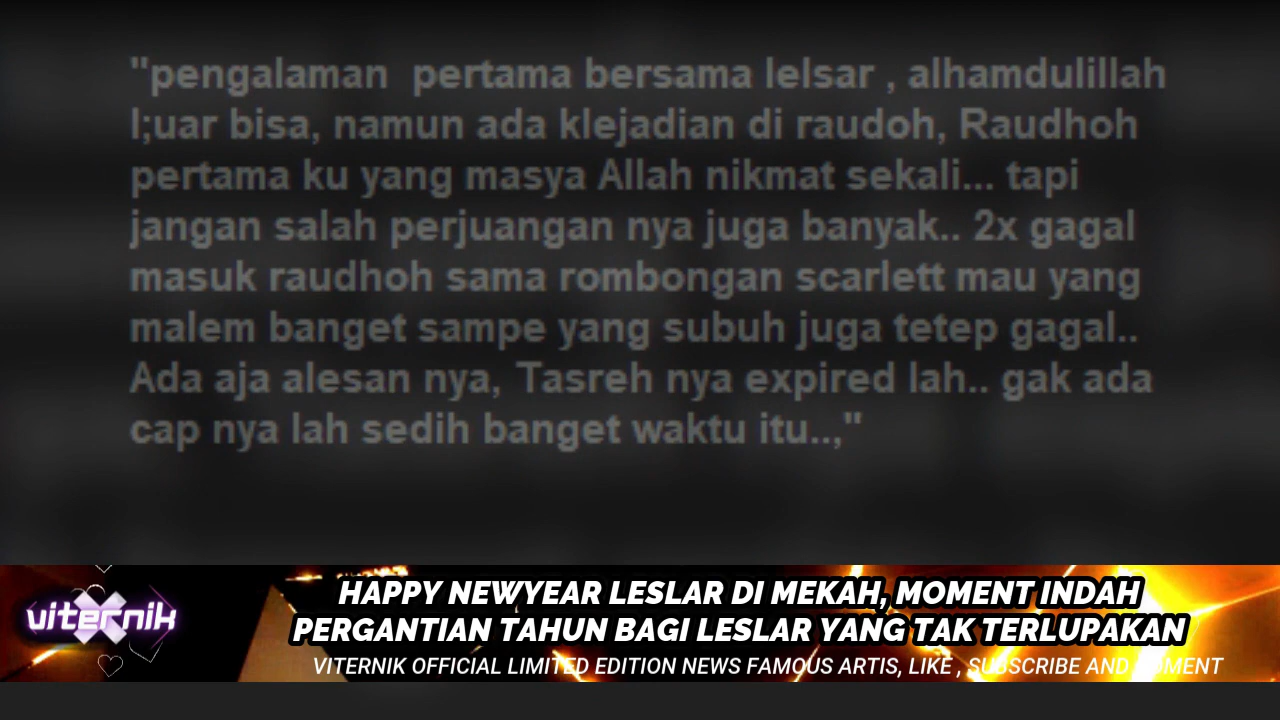 "pengalaman  pertama bersama lelsar , alhamdulillah
l;uar bisa, namun ada klejadian di raudoh, Raudhoh
pertama ku yang masya Allah nikmat sekali... tapi
jangan salah perjuangan nya juga banyak.. 2x gagal
masuk raudhoh sama rombongan scarlett mau yang
malem banget sampe yang subuh juga tetep gagal..
Ada aja alesan nya, Tasreh nya expired lah.. gak ada
cap nya lah sedih banget waktu itu..,"
HAPPY NEWYEAR LESLAR DI MEKAH, MOMENT INDAH
PERGANTIAN TAHUN BAGI LESLAR YANG TAK TERLUPAKAN
viternik
VITERNIK OFFICIAL LIMITED EDITION NEWS FAMOUS ARTIS, LIKE , SUBSCRIBE AND MOMENT